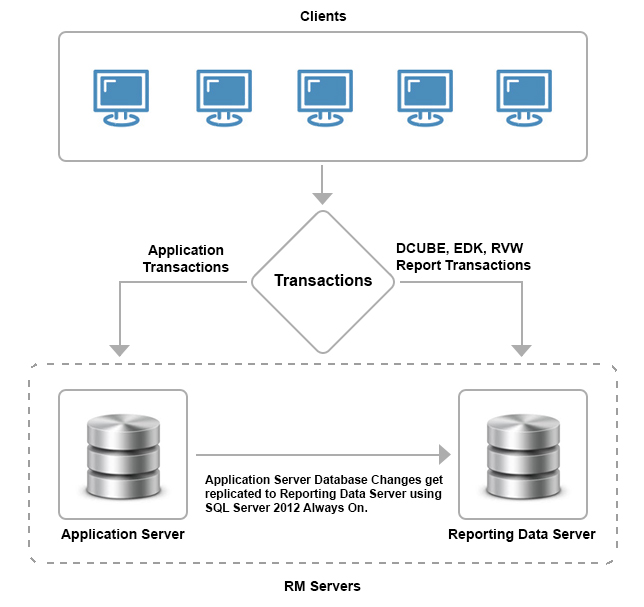 Clients
Application
Transactions
DCUBE, EDK, RVW
Report Transactions
Transactions
Application Server Database Changes get
replicated to Reporting Data Server using
SQL Server 2012 Always On.
Application Server
Reporting Data Server
RM Servers